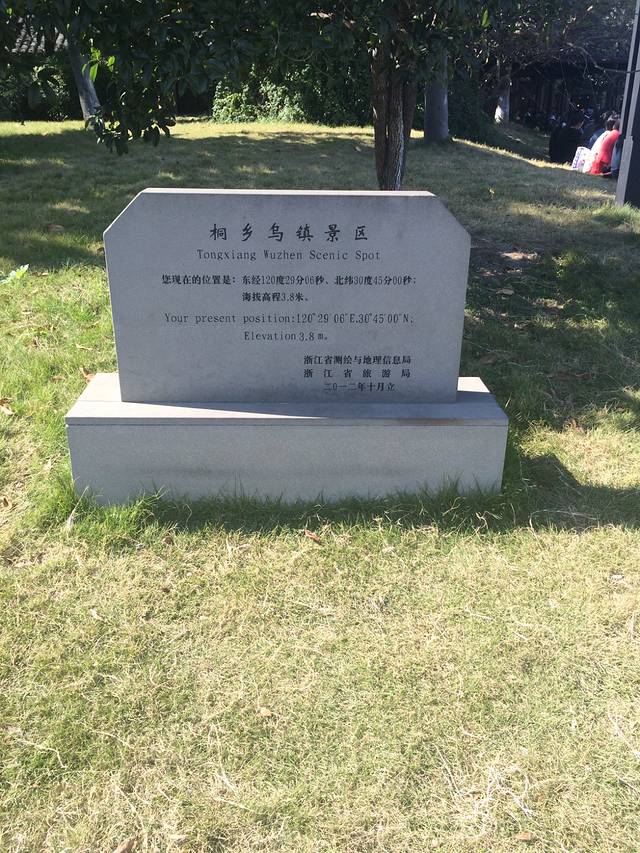 桐乡乌镇景区
Tongxiang Wuzhen Scenic Spot
您现在的位置是：东经120度29分06秒、北纬30度45分00秒；
海拔高程3.8米。
Your present position:120°29′06″E.30°45′00″N;
Elevation 3.8 m。
浙江省测绘与地理信息局
浙江省旅游局
二0一二年十月立